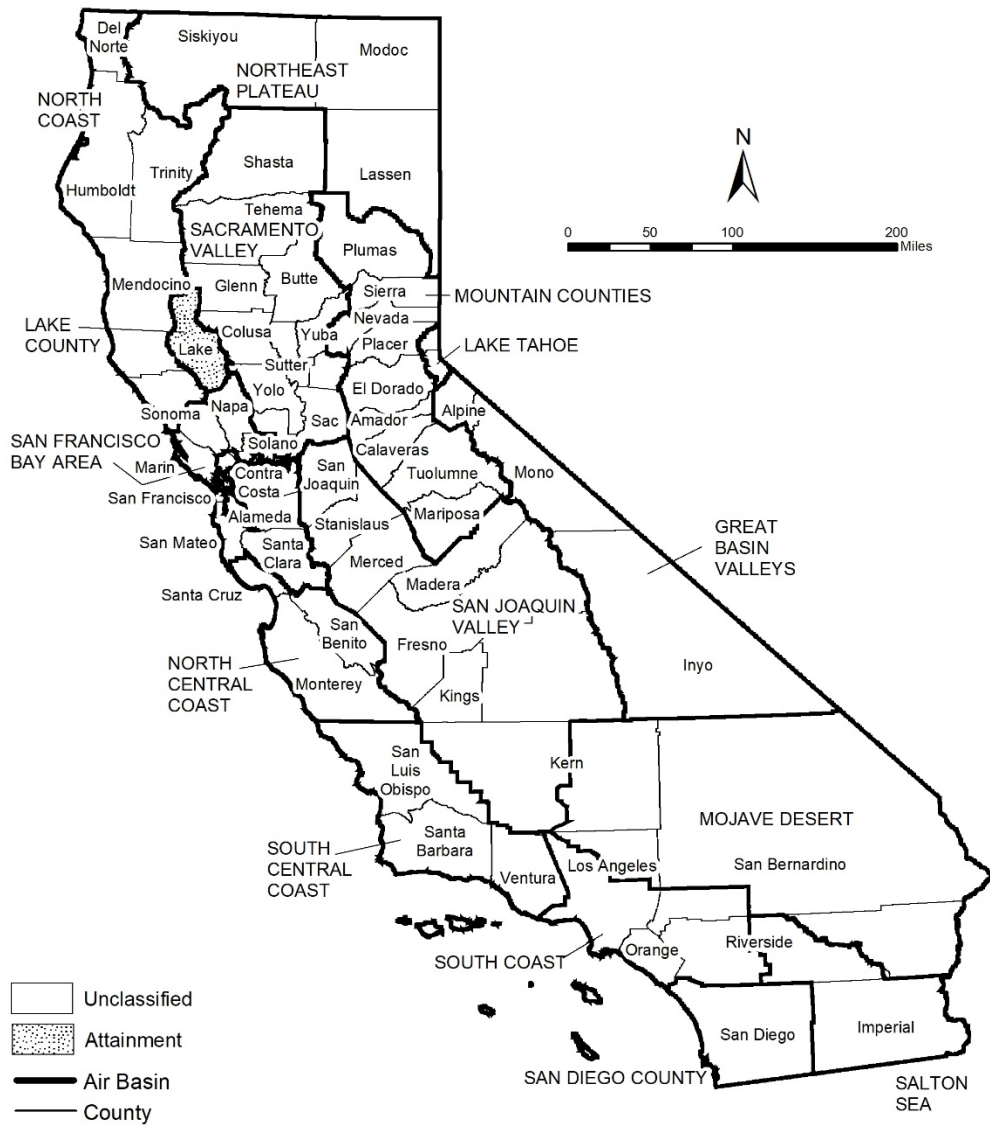 Del
Norte
Siskiyou
Modoc
NORTHEAST
PLATEAU
NORTH
COAST
N
Shasta
Trinity
Lassen
Humboldt
Tehema
SACRAMENTO
VALLEY
0 50 100 200
Miles
Plumas
Butte
Mendocino
Glenn
Sierra
MOUNTAIN COUNTIES
Nevada
LAKE
COUNTY
Colusa
Yuba
Placer
LAKE TAHOE
Lake
Sutter
Yolo
El Dorado
Napa
Sonoma
Sac
Amador
Alpine
SAN FRANCISCO
BAY AREA
Solano
Calaveras
Marin
Contra
Costa
San
Joaquin
Tuolumne
Mono
San Francisco
Alameda
Stanislaus
Mariposa
GREAT
BASIN
VALLEYS
San Mateo
Santa
Clara
Merced
Madera
Santa Cruz
SAN JOAQUIN
VALLEY
San
Benito
Fresno
NORTH
CENTRAL
COAST
Monterey
Kings
Inyo
San
Luis
Obispo
Kern
MOJAVE DESERT
SOUTH
CENTRAL
COAST
Santa
Barbara
Los Angeles
San Bernardino
Ventura
Orange
Riverside
SOUTH COAST
Unclassified
Attainment
San Diego
Imperial
Air Basin
SAN DIEGO COUNTY
SALTON
SEA
County